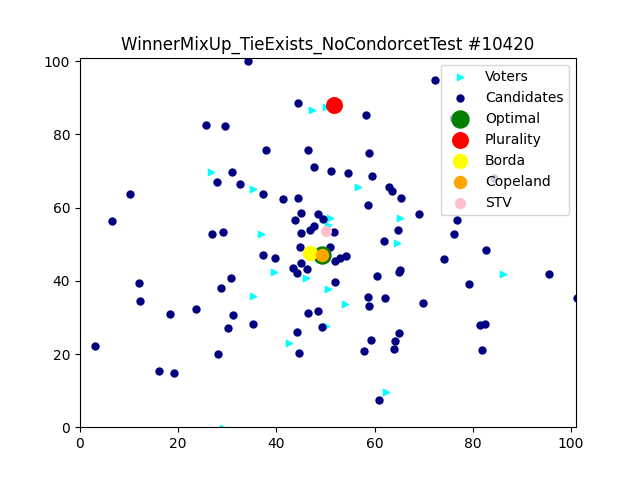 WinnerMixUp_TieExists_NoCondorcetTest #10420
Voters
Candidates
Optimal
Plurality
Borda
Copeland
STV
100
80
60
40
20
0
0
20
40
60
80
100